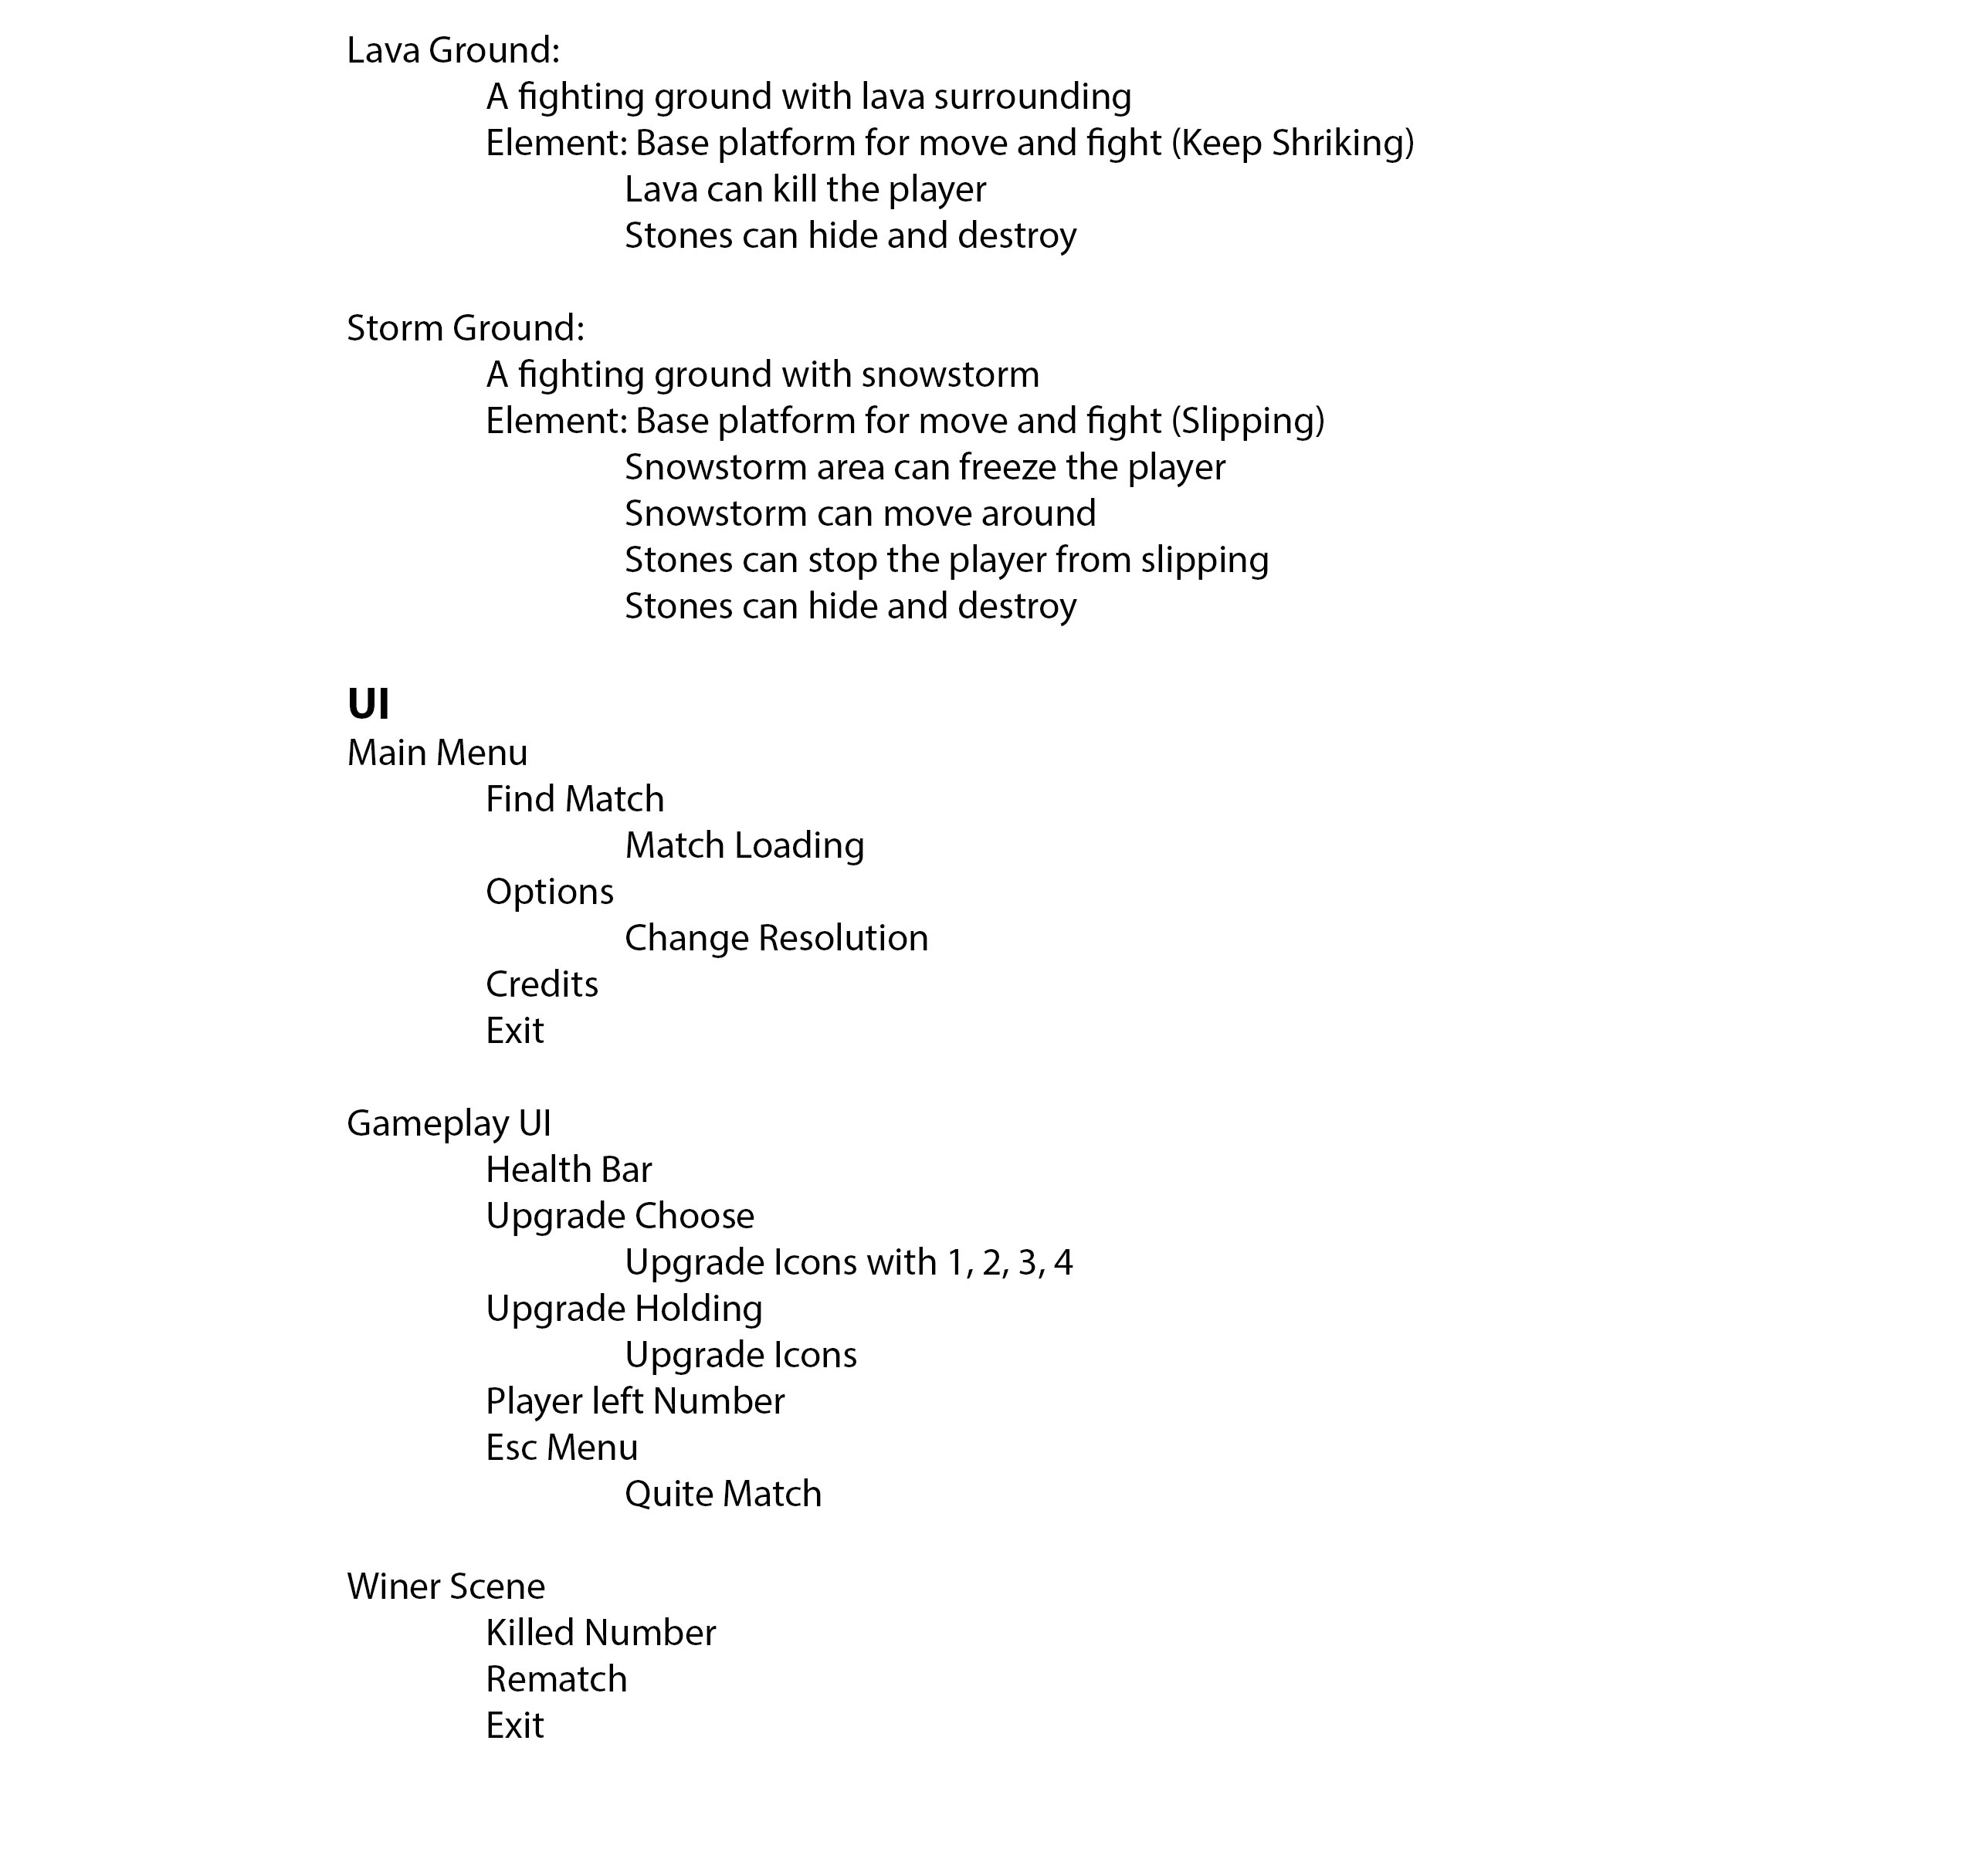 Lava Ground:
A fighting ground with lava surrounding
Element: Base platform for move and fight (Keep Shriking)
Lava can kill the player
Stones can hide and destroy
Storm Ground:
A fighting ground with snowstorm
Element: Base platform for move and fight (Slipping)
Snowstorm area can freeze the player
Snowstorm can move around
Stones can stop the player from slipping
Stones can hide and destroy
UI
Main Menu
Find Match
Match Loading
Options
Change Resolution
Credits
Exit
Gameplay UI
Health Bar
Upgrade Choose
Upgrade Icons with 1, 2, 3, 4
Upgrade Holding
Upgrade Icons
Player left Number
Esc Menu
Quite Match
Winer Scene
Killed Number
Rematch
Exit